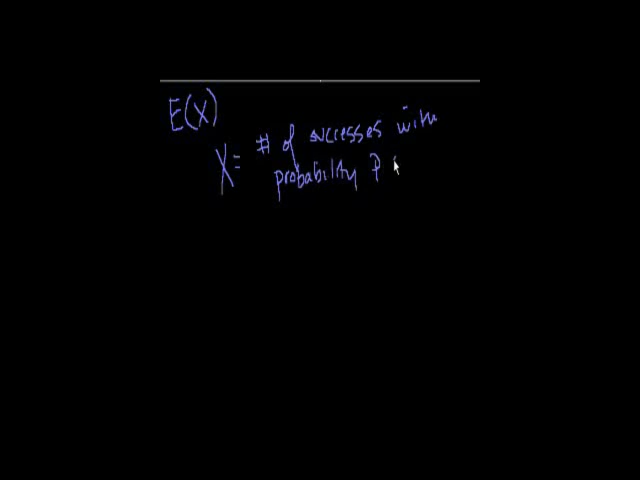 E(X)
X = # of successes with
probability P